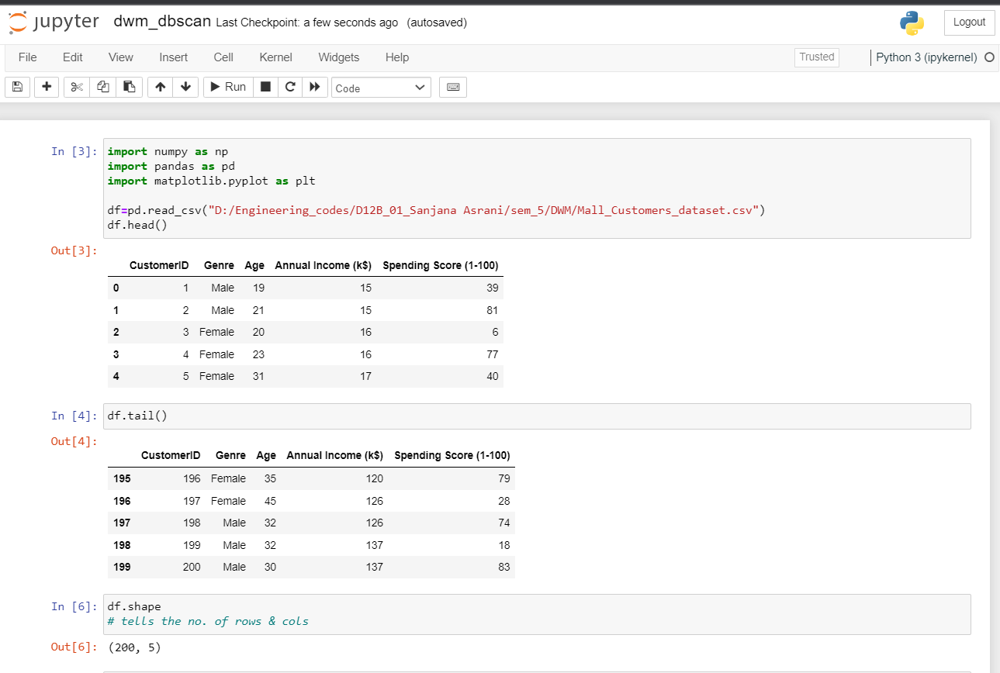 jupyter dwm_dbscan Last Checkpoint: a few seconds ago (autosaved) Logout
File Edit View Insert Cell Kernel Widgets Help Trusted Python 3 (ipykernel)
Run Code
In [3]: import numpy as np
import pandas as pd
import matplotlib.pyplot as plt
df=pd.read_csv("D:/Engineering_codes/D12B_01_Sanjana Asrani/sem_5/DWM/Mall_Customers_dataset.csv")
df.head()
Out[3]:
CustomerID Genre Age Annual Income (k$) Spending Score (1-100)
0 1 Male 19 15 39
1 2 Male 21 15 81
2 3 Female 20 16 6
3 4 Female 23 16 77
4 5 Female 31 17 40
In [4]: df.tail()
Out[4]:
CustomerID Genre Age Annual Income (k$) Spending Score (1-100)
195 196 Female 35 120 79
196 197 Female 45 126 28
197 198 Male 32 126 74
198 199 Male 32 137 18
199 200 Male 30 137 83
In [6]: df.shape
# tells the no. of rows & cols
Out[6]: (200, 5)